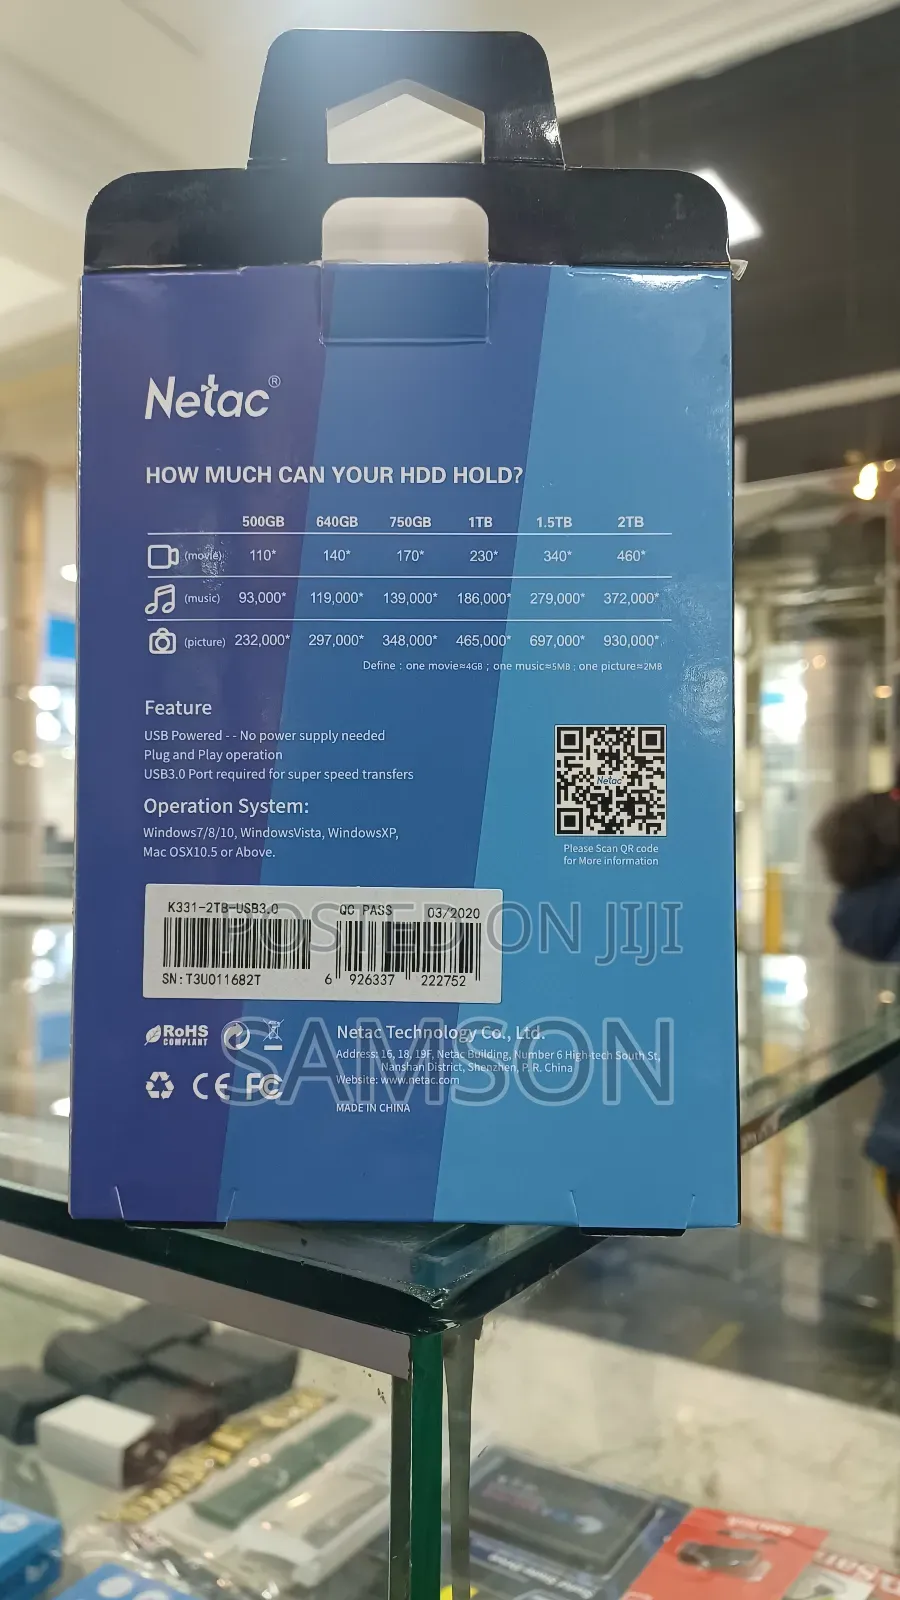 Netac®
HOW MUCH CAN YOUR HDD HOLD?
500GB 640GB 750GB 1TB 1.5TB 2TB
(movie) 110* 140* 170* 230* 340* 460*
(music) 93,000* 119,000* 139,000* 186,000* 279,000* 372,000*
(picture) 232,000* 297,000* 348,000* 465,000* 697,000* 930,000*
Define : one movie≈4GB ; one music≈5MB ; one picture≈2MB
Feature
USB Powered - - No power supply needed
Plug and Play operation
USB3.0 Port required for super speed transfers
Operation System:
Windows7/8/10, WindowsVista, WindowsXP,
Mac OSX10.5 or Above.
Netac
Please Scan QR code
for More information
K331-2TB-USB3.0 QC PASS 03/2020
SN:T3U011682T 6 926337 222752
POSTED ON JIJI
SAMSON
RoHS
COMPLIANT
CE FC
Netac Technology Co., Ltd.
Address: 16, 18, 19F, Netac Building, Number 6 High-tech South St,
Nanshan District, Shenzhen, P. R. China
Website: www.netac.com
MADE IN CHINA